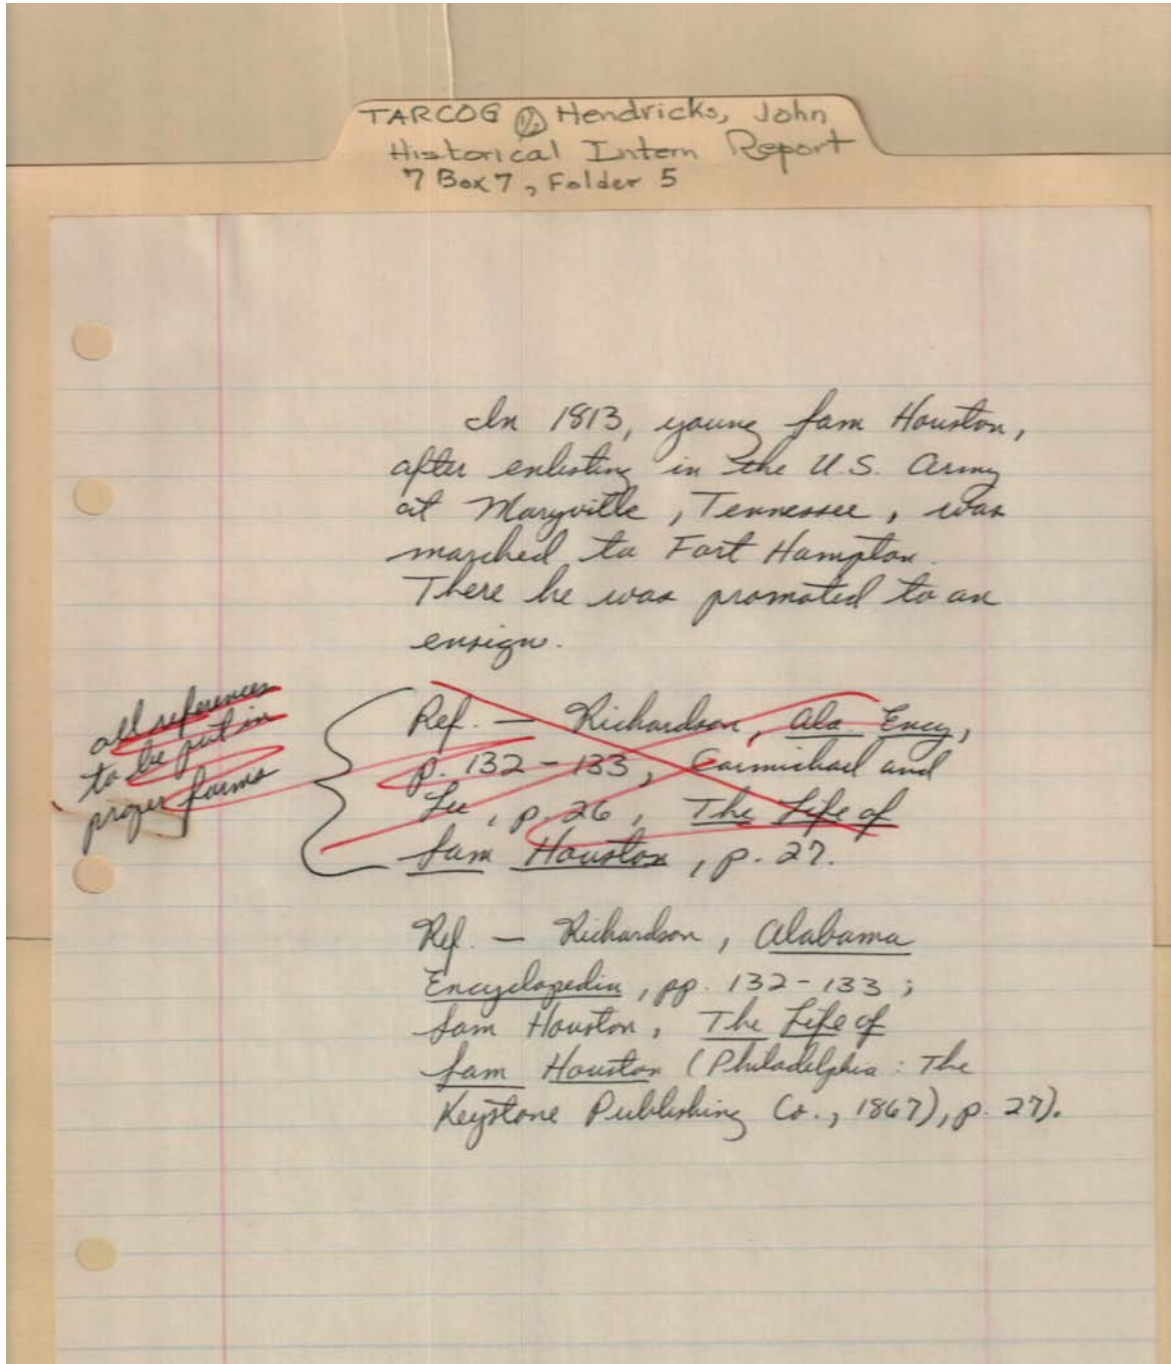 TARCOG Hendricks, John
Historical Intern Report
7 Box 7, Folder 5
In 1813, young Sam Houston,
after enlisting in the U.S. Army
at Maryville, Tennessee, was
marched to Fort Hampton.
There he was promoted to an
ensign.
all references
to be put in
proper forms
Ref. — Richardson, Ala. Ency,
p. 132-133, Carmichael and
Lee, p. 26, The Life of
Sam Houston, p. 27.
Ref. — Richardson, Alabama
Encyclopedia, pp. 132-133;
Sam Houston, The Life of
Sam Houston (Philadelphia: The
Keystone Publishing Co., 1867), p. 27).